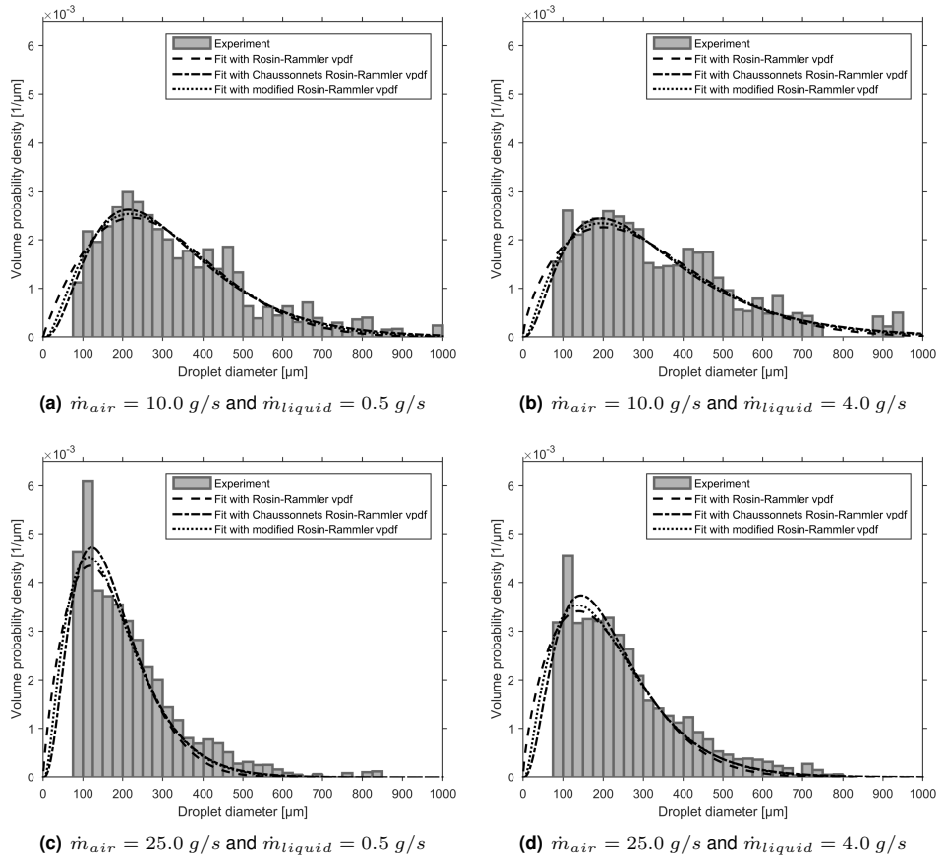 ×10⁻³
6
5
4
3
2
1
0
Volume probability density [1/μm]
Experiment
Fit with Rosin-Rammler vpdf
Fit with Chaussonnets Rosin-Rammler vpdf
Fit with modified Rosin-Rammler vpdf
0 100 200 300 400 500 600 700 800 900 1000
Droplet diameter [μm]
(a) ṁair = 10.0 g/s and ṁliquid = 0.5 g/s
×10⁻³
6
5
4
3
2
1
0
Volume probability density [1/μm]
Experiment
Fit with Rosin-Rammler vpdf
Fit with Chaussonnets Rosin-Rammler vpdf
Fit with modified Rosin-Rammler vpdf
0 100 200 300 400 500 600 700 800 900 1000
Droplet diameter [μm]
(b) ṁair = 10.0 g/s and ṁliquid = 4.0 g/s
×10⁻³
6
5
4
3
2
1
0
Volume probability density [1/μm]
Experiment
Fit with Rosin-Rammler vpdf
Fit with Chaussonnets Rosin-Rammler vpdf
Fit with modified Rosin-Rammler vpdf
0 100 200 300 400 500 600 700 800 900 1000
Droplet diameter [μm]
(c) ṁair = 25.0 g/s and ṁliquid = 0.5 g/s
×10⁻³
6
5
4
3
2
1
0
Volume probability density [1/μm]
Experiment
Fit with Rosin-Rammler vpdf
Fit with Chaussonnets Rosin-Rammler vpdf
Fit with modified Rosin-Rammler vpdf
0 100 200 300 400 500 600 700 800 900 1000
Droplet diameter [μm]
(d) ṁair = 25.0 g/s and ṁliquid = 4.0 g/s